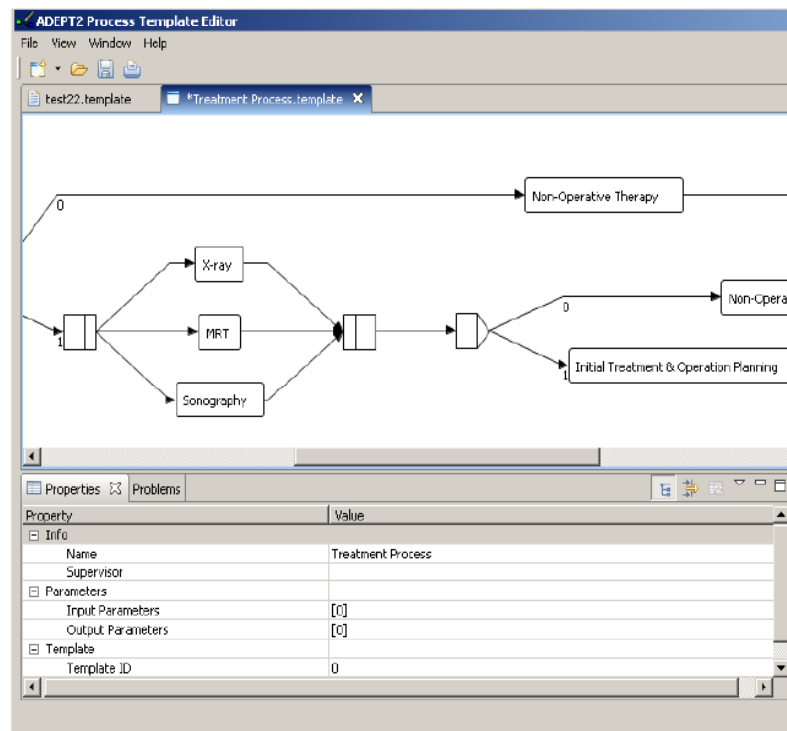 ADEPT2 Process Template Editor
File View Window Help
test22.template
*Treatment Process.template
0
Non-Operative Therapy
X-ray
0
Non-Opera
1
MRT
1
Initial Treatment & Operation Planning
Sonography
Properties Problems
Property Value
Info
Name Treatment Process
Supervisor
Parameters
Input Parameters [0]
Output Parameters [0]
Template
Template ID 0